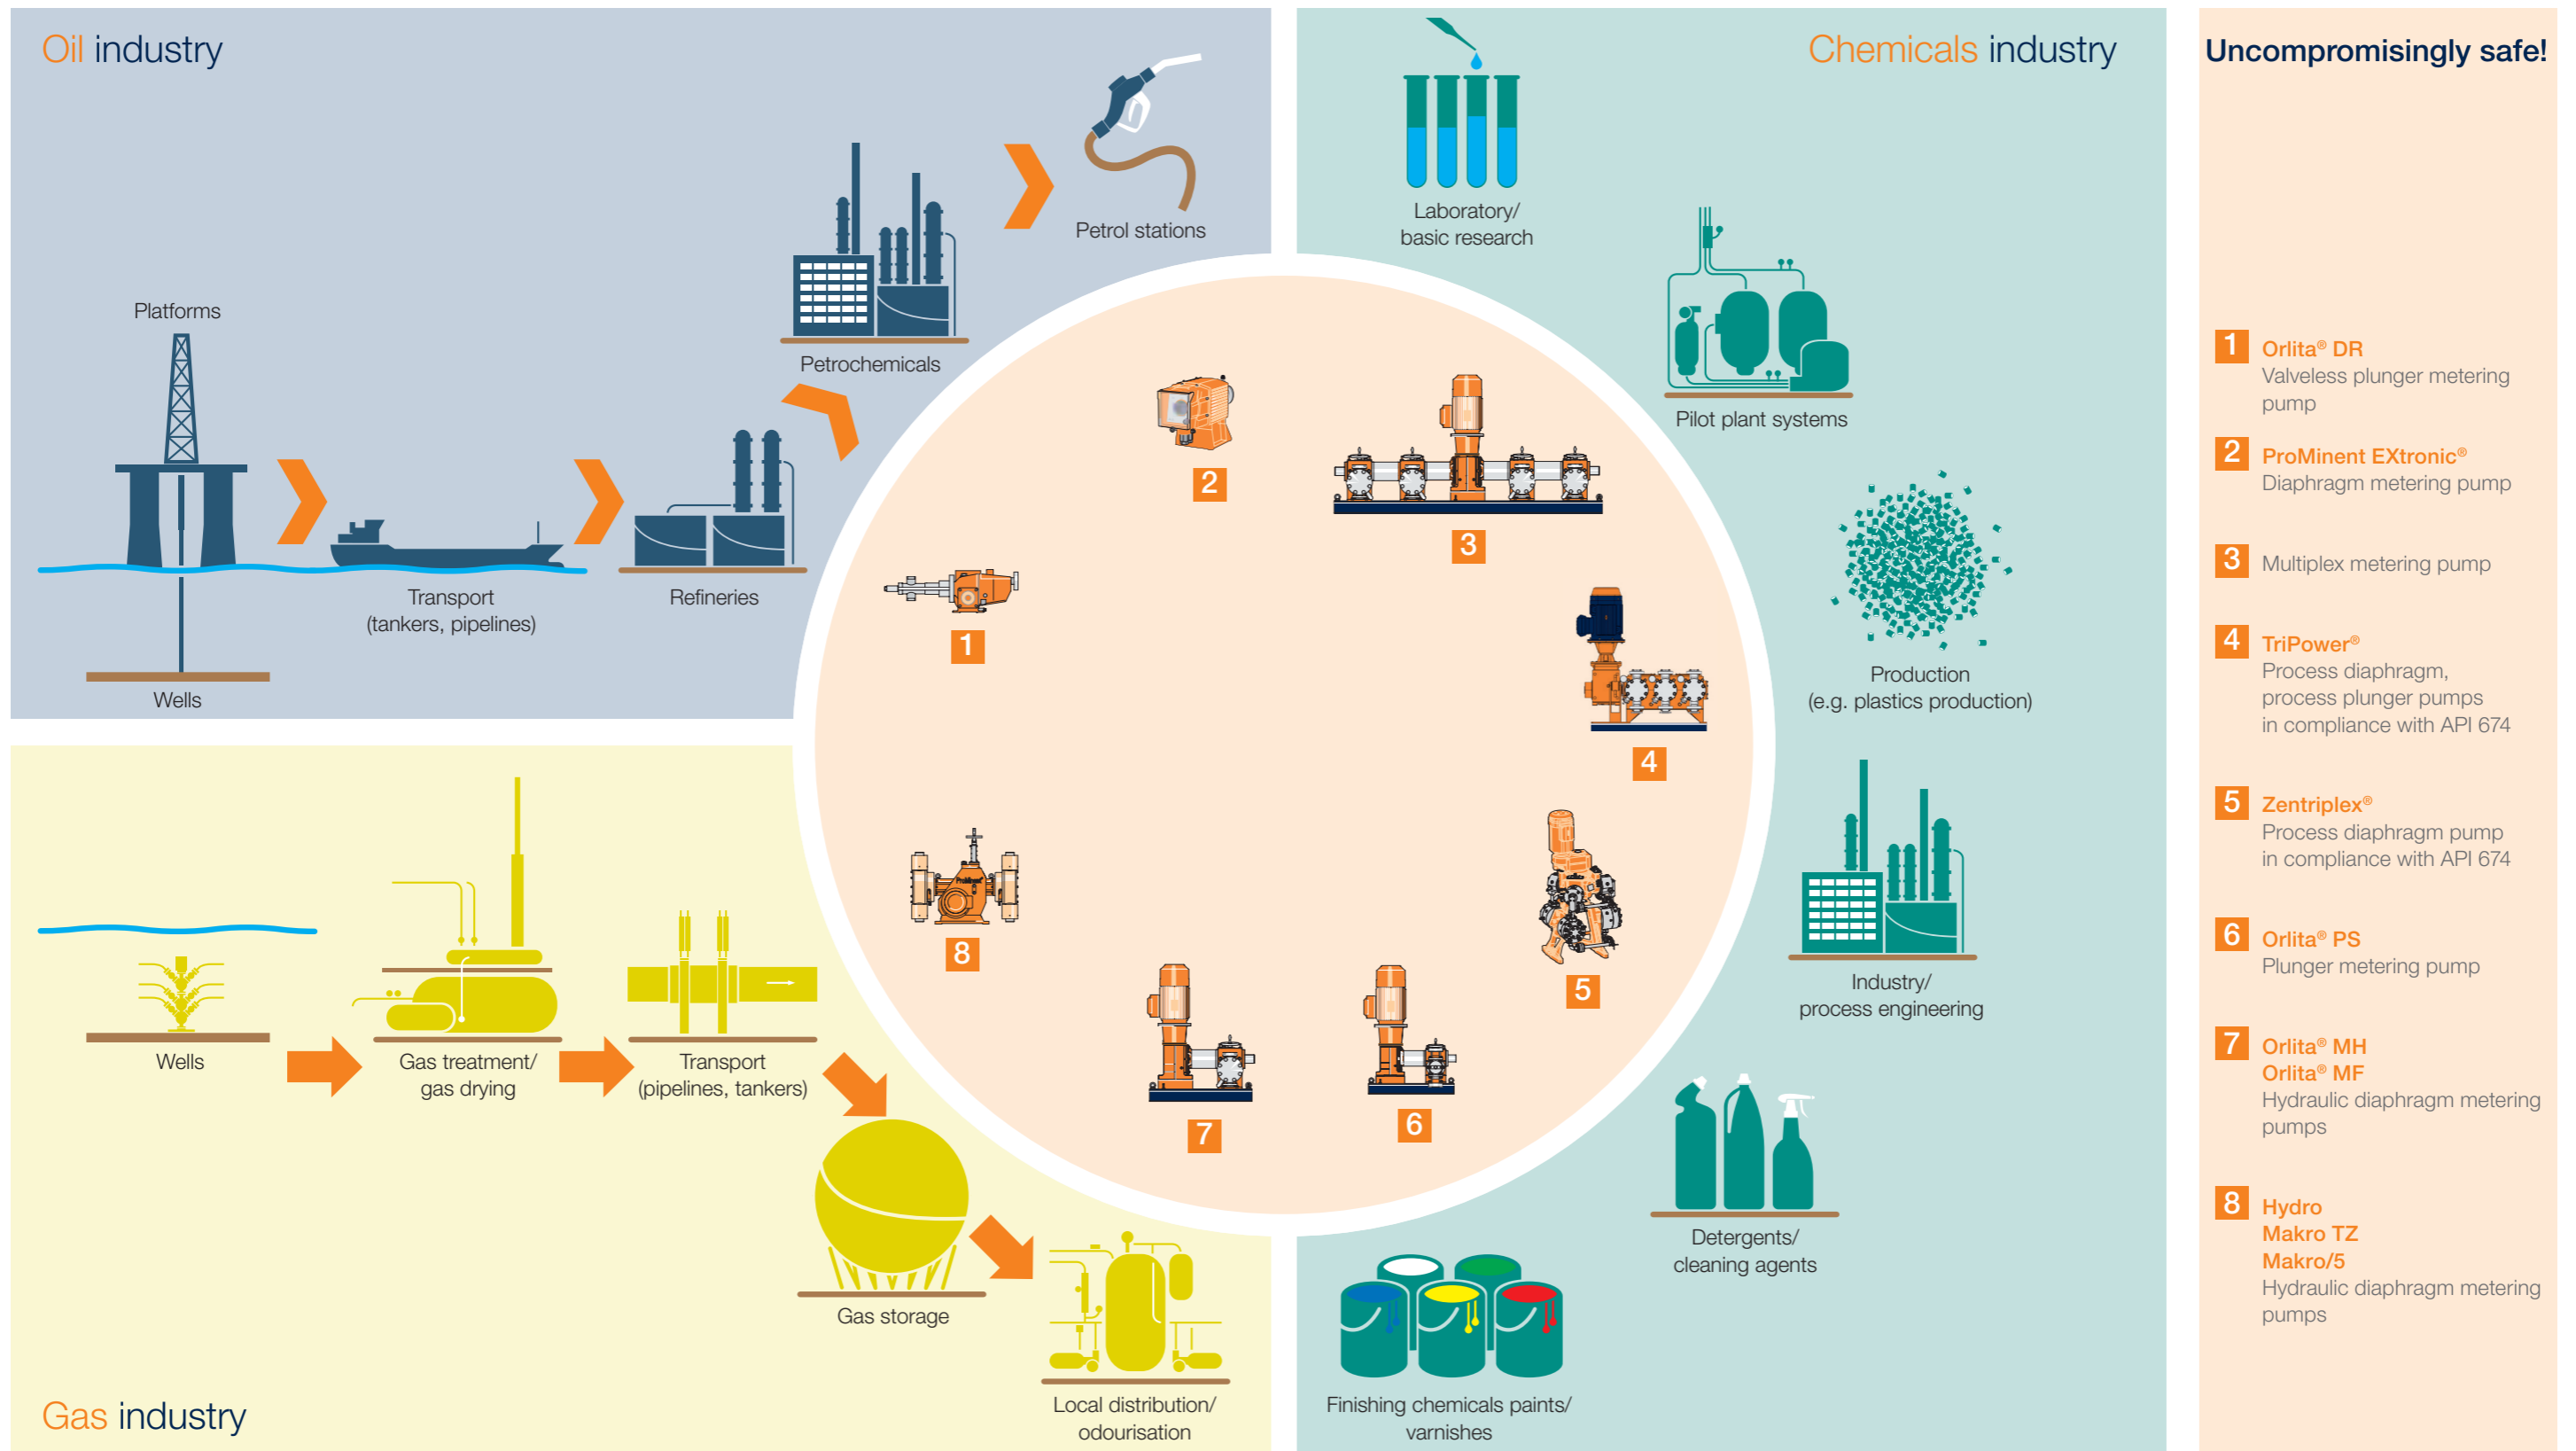 Oil industry
Petrol stations
Platforms
Petrochemicals
Transport
(tankers, pipelines)
Refineries
Wells
Chemicals industry
Laboratory/
basic research
Pilot plant systems
Production
(e.g. plastics production)
Industry/
process engineering
Detergents/
cleaning agents
Finishing chemicals paints/
varnishes
2
3
1
4
8
5
7
6
Wells
Gas treatment/
gas drying
Transport
(pipelines, tankers)
Gas storage
Local distribution/
odourisation
Gas industry
Uncompromisingly safe!
1 Orlita® DR
Valveless plunger metering
pump
2 ProMinent EXtronic®
Diaphragm metering pump
3 Multiplex metering pump
4 TriPower®
Process diaphragm,
process plunger pumps
in compliance with API 674
5 Zentriplex®
Process diaphragm pump
in compliance with API 674
6 Orlita® PS
Plunger metering pump
7 Orlita® MH
Orlita® MF
Hydraulic diaphragm metering
pumps
8 Hydro
Makro TZ
Makro/5
Hydraulic diaphragm metering
pumps